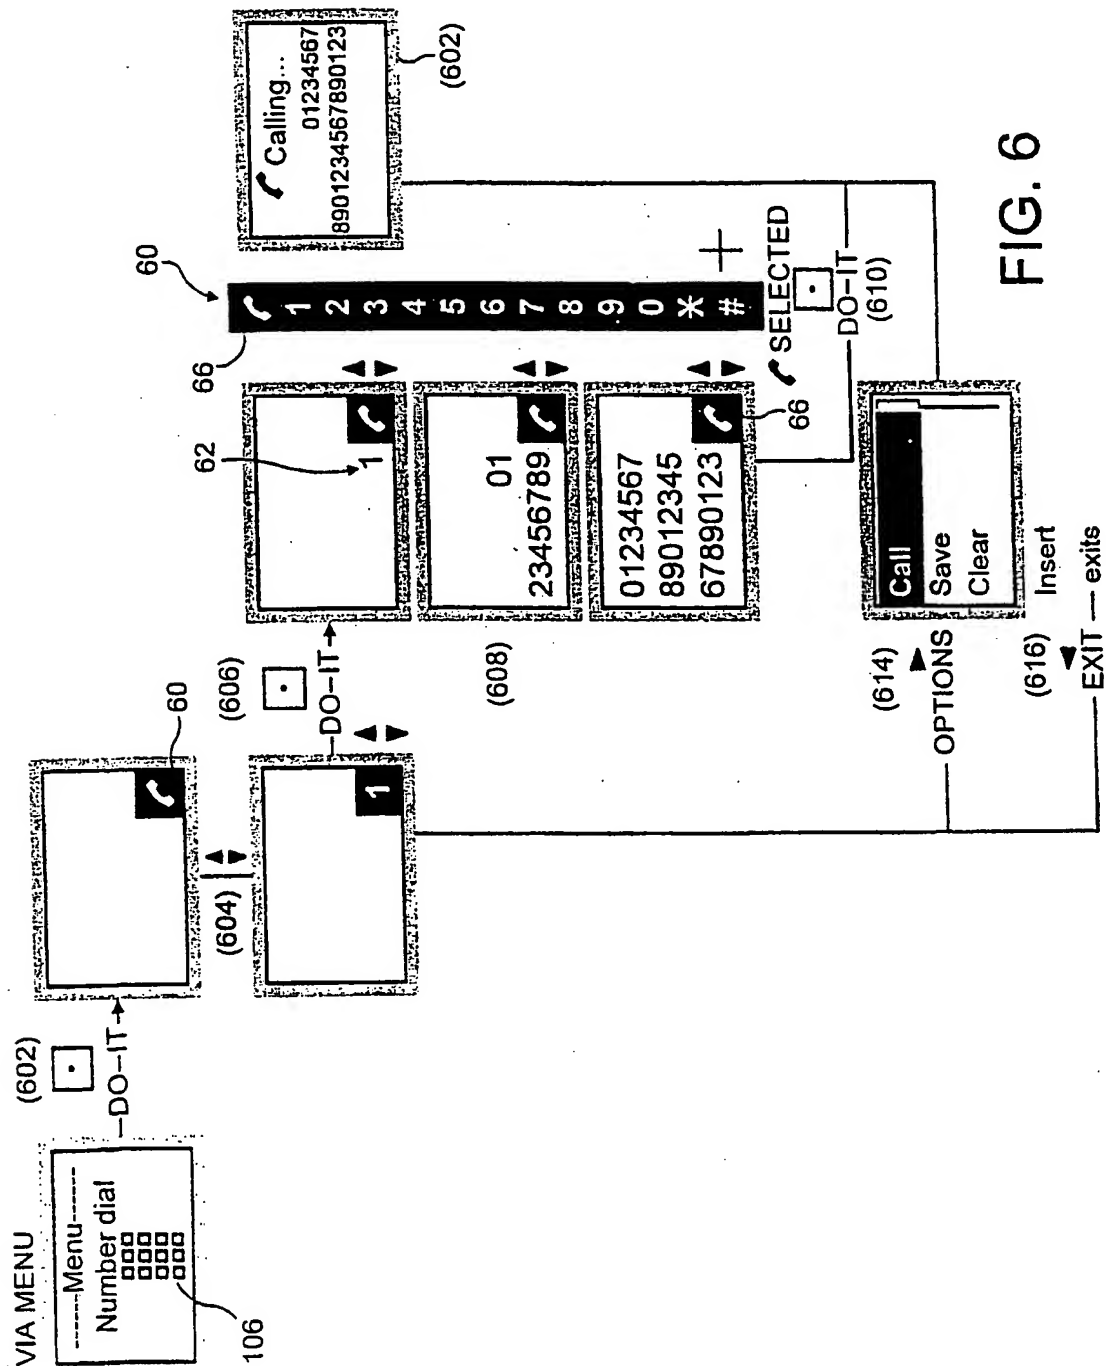 VIA MENU
------Menu------
Number dial
106
(602)
DO-IT
60
(604)
1
(606)
DO-IT
62
1
(608)
01
23456789
01234567
89012345
67890123
66
66
60
1
2
3
4
5
6
7
8
9
0
*
#
SELECTED
DO-IT
(610)
Calling...
01234567
8901234567890123
(602)
(614)
OPTIONS
Call
Save
Clear
Insert
(616)
EXIT — exits
FIG. 6